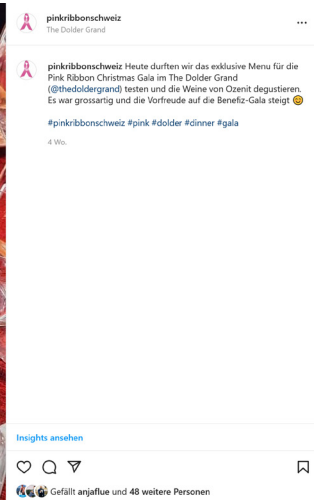 pinkribbonschweiz
The Dolder Grand
pinkribbonschweiz Heute durften wir das exklusive Menu für die
Pink Ribbon Christmas Gala im The Dolder Grand
(@thedoldergrand) testen und die Weine von Ozenit degustieren.
Es war grossartig und die Vorfreude auf die Benefiz-Gala steigt 😊
#pinkribbonschweiz #pink #dolder #dinner #gala
4 Wo.
Insights ansehen
Gefällt anjaflue und 48 weitere Personen